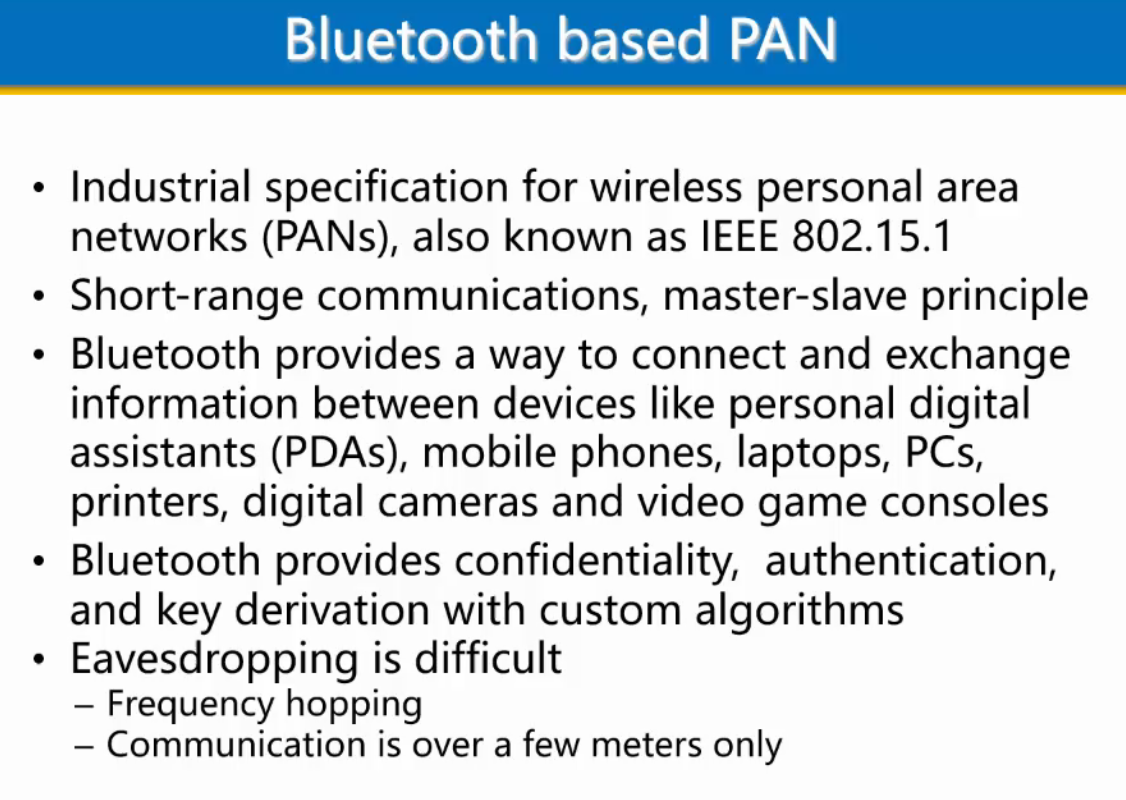 Bluetooth based PAN
• Industrial specification for wireless personal area
networks (PANs), also known as IEEE 802.15.1
• Short-range communications, master-slave principle
• Bluetooth provides a way to connect and exchange
information between devices like personal digital
assistants (PDAs), mobile phones, laptops, PCs,
printers, digital cameras and video game consoles
• Bluetooth provides confidentiality,  authentication,
and key derivation with custom algorithms
• Eavesdropping is difficult
– Frequency hopping
– Communication is over a few meters only